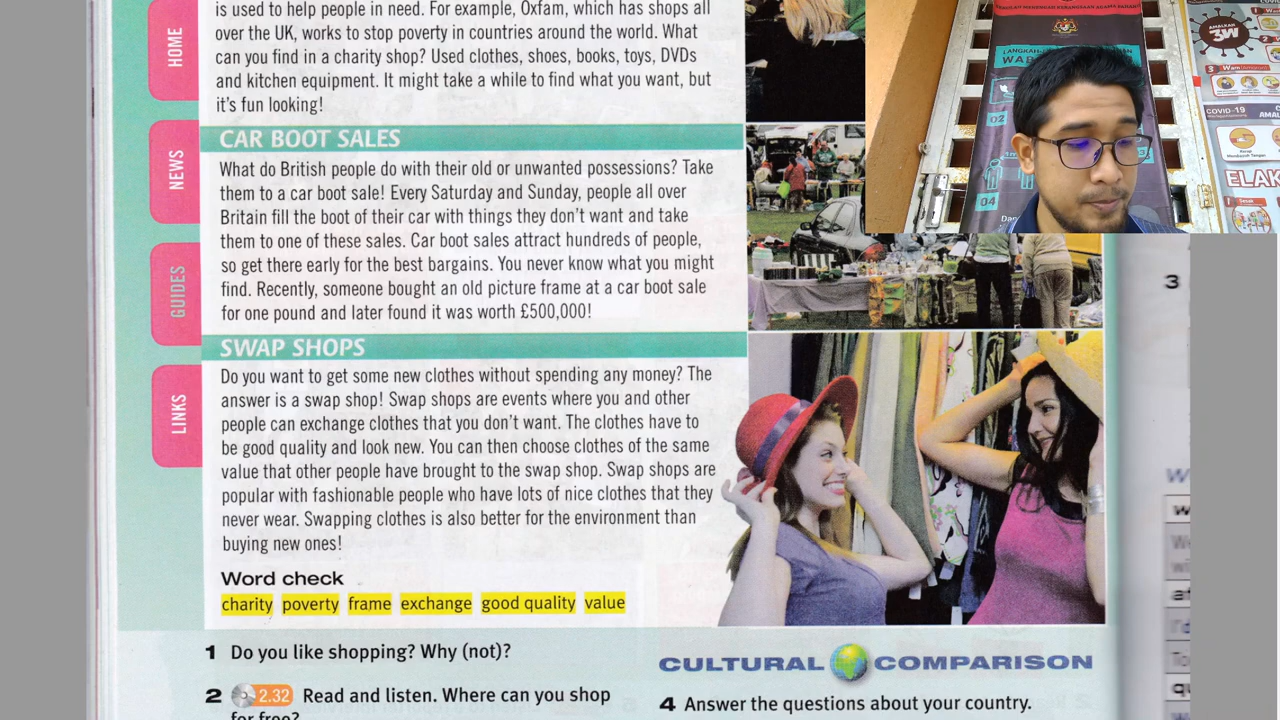 is used to help people in need. For example, Oxfam, which has shops all
over the UK, works to stop poverty in countries around the world. What
can you find in a charity shop? Used clothes, shoes, books, toys, DVDs
and kitchen equipment. It might take a while to find what you want, but
it's fun looking!
HOME
CAR BOOT SALES
What do British people do with their old or unwanted possessions? Take
them to a car boot sale! Every Saturday and Sunday, people all over
Britain fill the boot of their car with things they don't want and take
them to one of these sales. Car boot sales attract hundreds of people,
so get there early for the best bargains. You never know what you might
find. Recently, someone bought an old picture frame at a car boot sale
for one pound and later found it was worth £500,000!
NEWS
GUIDES
SWAP SHOPS
Do you want to get some new clothes without spending any money? The
answer is a swap shop! Swap shops are events where you and other
people can exchange clothes that you don't want. The clothes have to
be good quality and look new. You can then choose clothes of the same
value that other people have brought to the swap shop. Swap shops are
popular with fashionable people who have lots of nice clothes that they
never wear. Swapping clothes is also better for the environment than
buying new ones!
LINKS
Word check
charity poverty frame exchange good quality value
1 Do you like shopping? Why (not)?
2 2.32 Read and listen. Where can you shop
for free?
CULTURAL COMPARISON
4 Answer the questions about your country.
3
AMALKAN
3W
COVID-19
ELAK
02
04